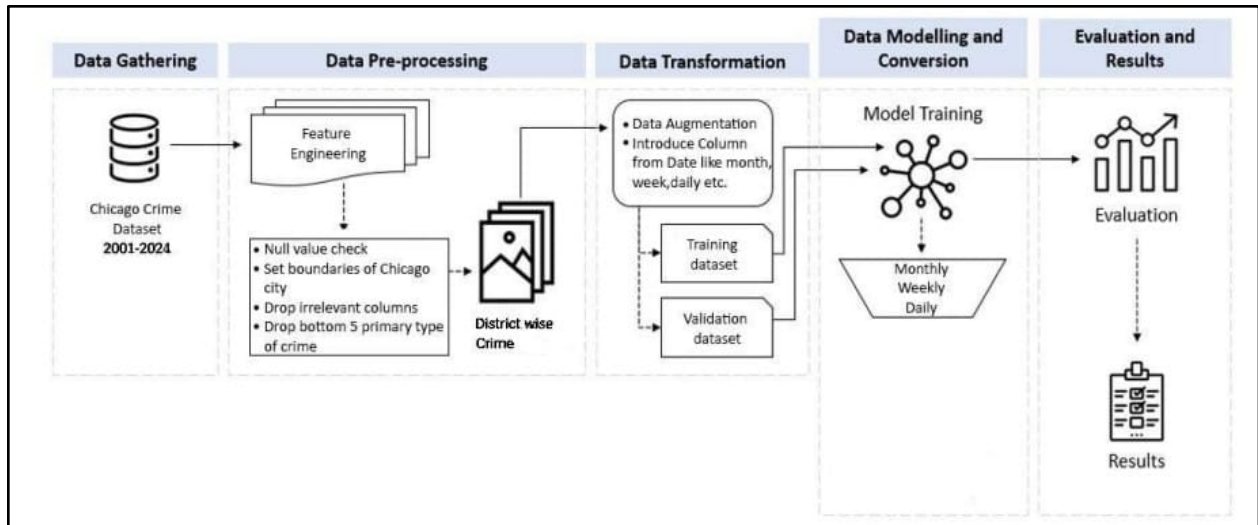 Data Gathering
Data Pre-processing
Data Transformation
Data Modelling and
Conversion
Evaluation and
Results
Chicago Crime
Dataset
2001-2024
Feature
Engineering
• Null value check
• Set boundaries of Chicago
city
• Drop irrelevant columns
• Drop bottom 5 primary type
of crime
District wise
Crime
• Data Augmentation
• Introduce Column
from Date like month,
week,daily etc.
Training
dataset
Validation
dataset
Model Training
Monthly
Weekly
Daily
Evaluation
Results